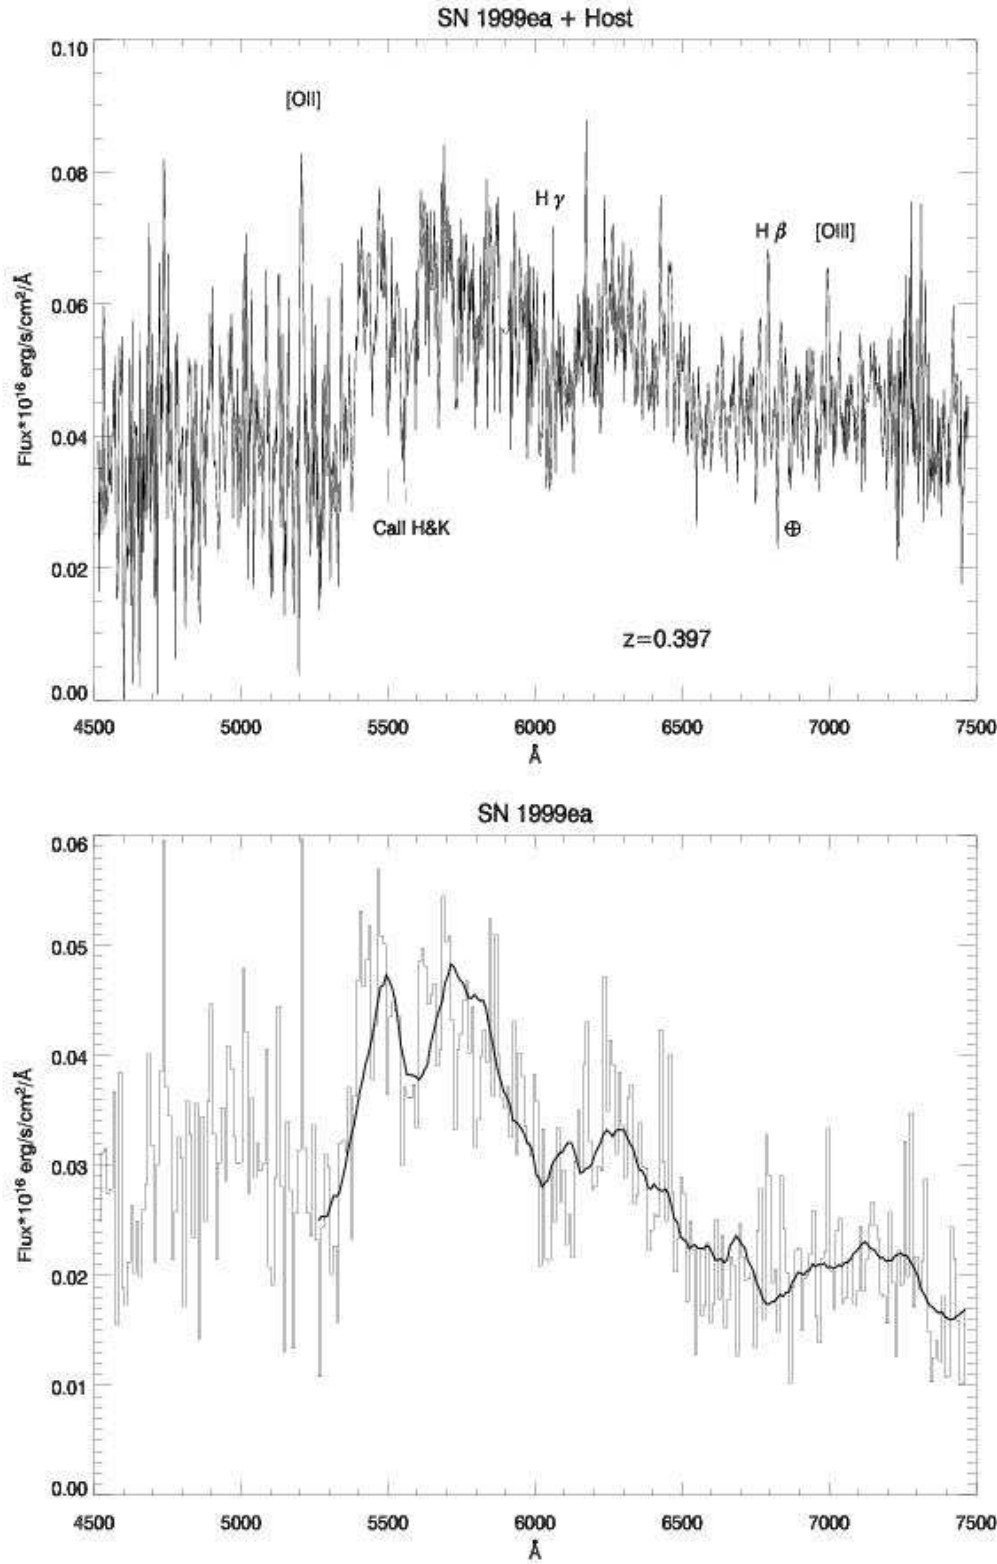 SN 1999ea + Host
0.10
0.08
0.06
0.04
0.02
0.00
Flux*10¹⁶ erg/s/cm2/Å
[OII]
H γ
H β [OIII]
CaII H&K
⊕
z=0.397
4500 5000 5500 6000 6500 7000 7500
Å
SN 1999ea
0.06
0.05
0.04
0.03
0.02
0.01
0.00
Flux*10¹⁶ erg/s/cm2/Å
4500 5000 5500 6000 6500 7000 7500
Å